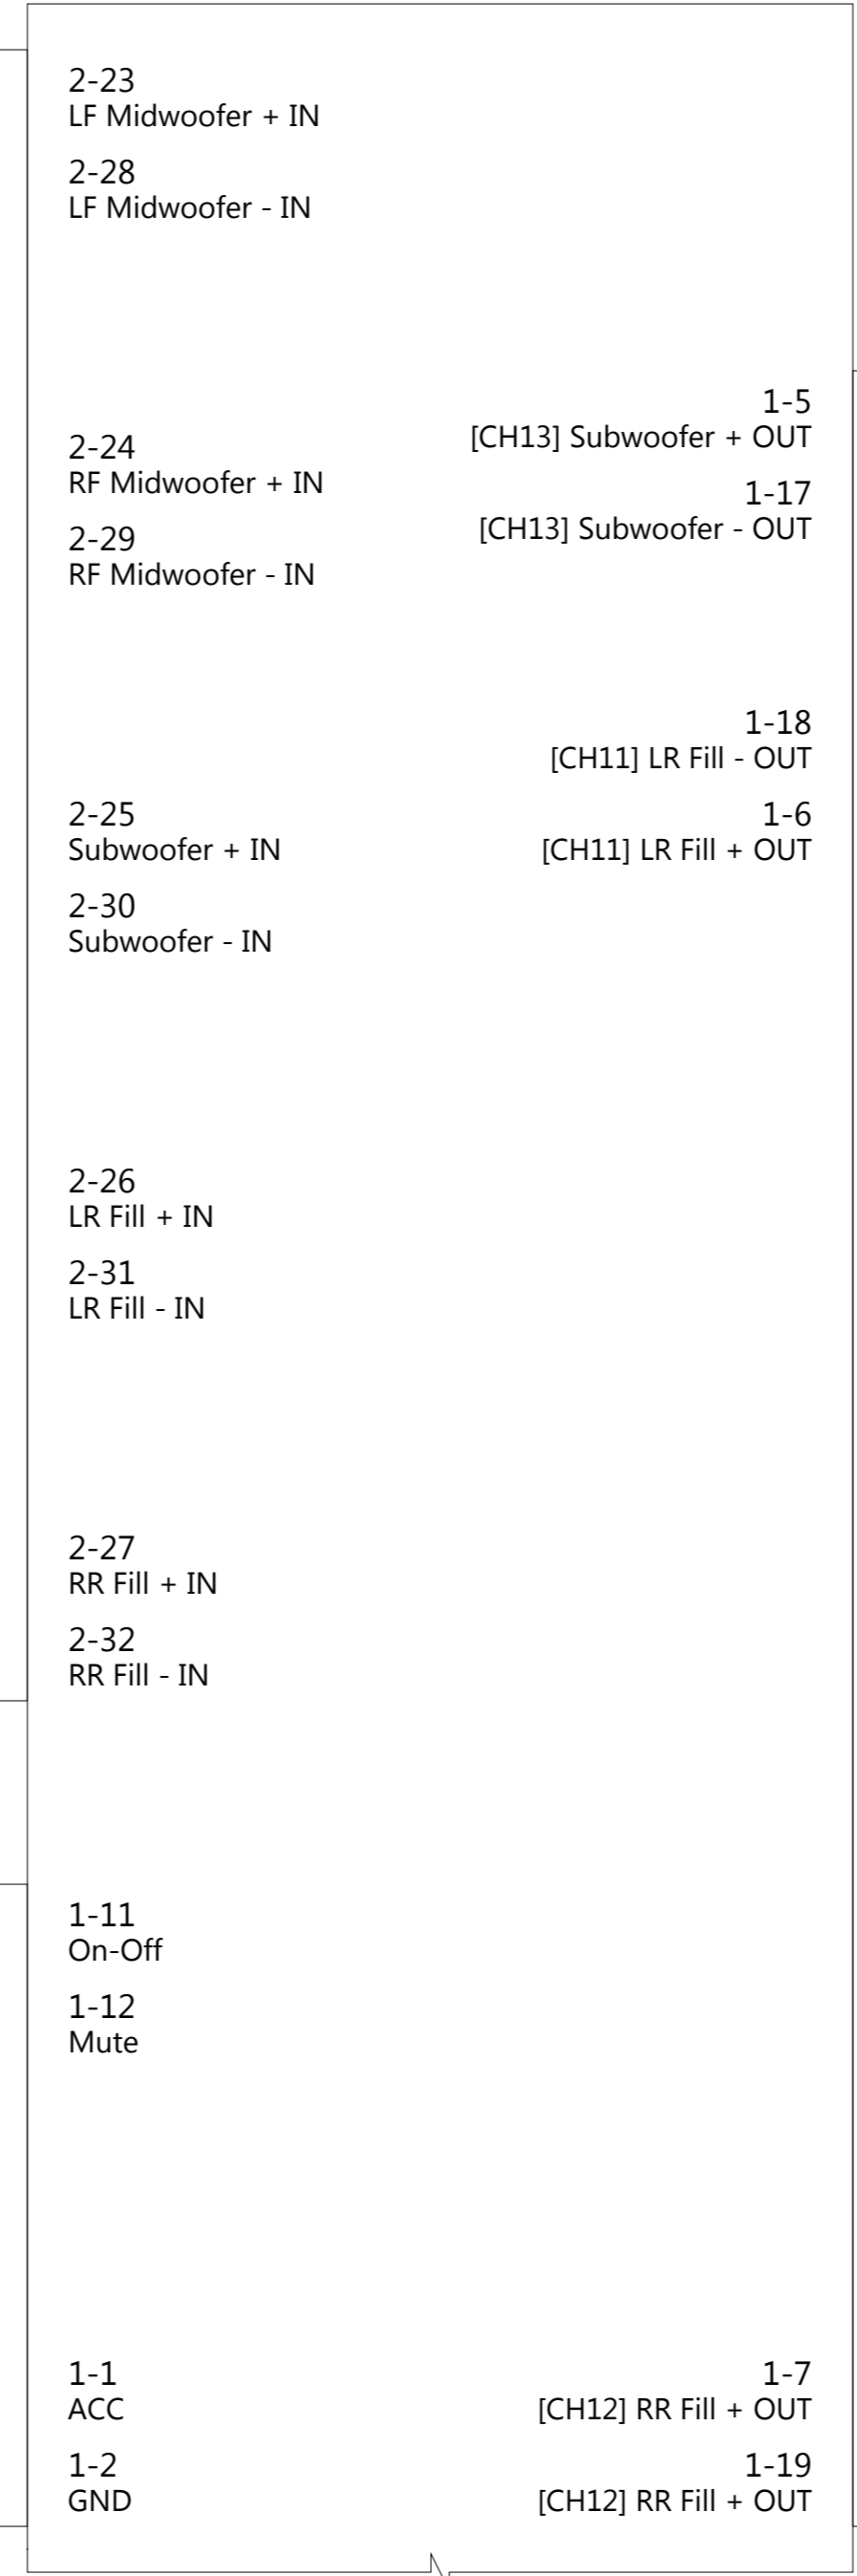 2-23
LF Midwoofer + IN
2-28
LF Midwoofer - IN
2-24
RF Midwoofer + IN
2-29
RF Midwoofer - IN
2-25
Subwoofer + IN
2-30
Subwoofer - IN
2-26
LR Fill + IN
2-31
LR Fill - IN
2-27
RR Fill + IN
2-32
RR Fill - IN
1-11
On-Off
1-12
Mute
1-1
ACC
1-2
GND
1-5
[CH13] Subwoofer + OUT
1-17
[CH13] Subwoofer - OUT
1-18
[CH11] LR Fill - OUT
1-6
[CH11] LR Fill + OUT
1-7
[CH12] RR Fill + OUT
1-19
[CH12] RR Fill + OUT